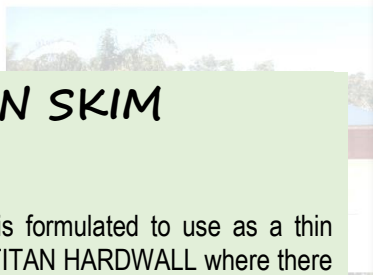 N SKIM
is formulated to use as a thin
TITAN HARDWALL where there